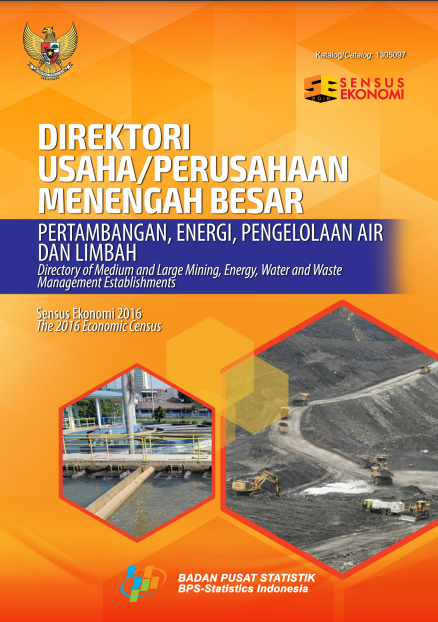 Katalog/Catalog: 1305097
SENSUS
EKONOMI
2016
DIREKTORI
USAHA/PERUSAHAAN
MENENGAH BESAR
PERTAMBANGAN, ENERGI, PENGELOLAAN AIR
DAN LIMBAH
Directory of Medium and Large Mining, Energy, Water and Waste
Management Establishments
Sensus Ekonomi 2016
The 2016 Economic Census
BADAN PUSAT STATISTIK
BPS-Statistics Indonesia